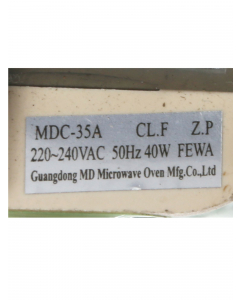 MDC-35A CL.F Z.P
220~240VAC 50Hz 40W FEWA
Guangdong MD Microwave Oven Mfg.Co.,Ltd